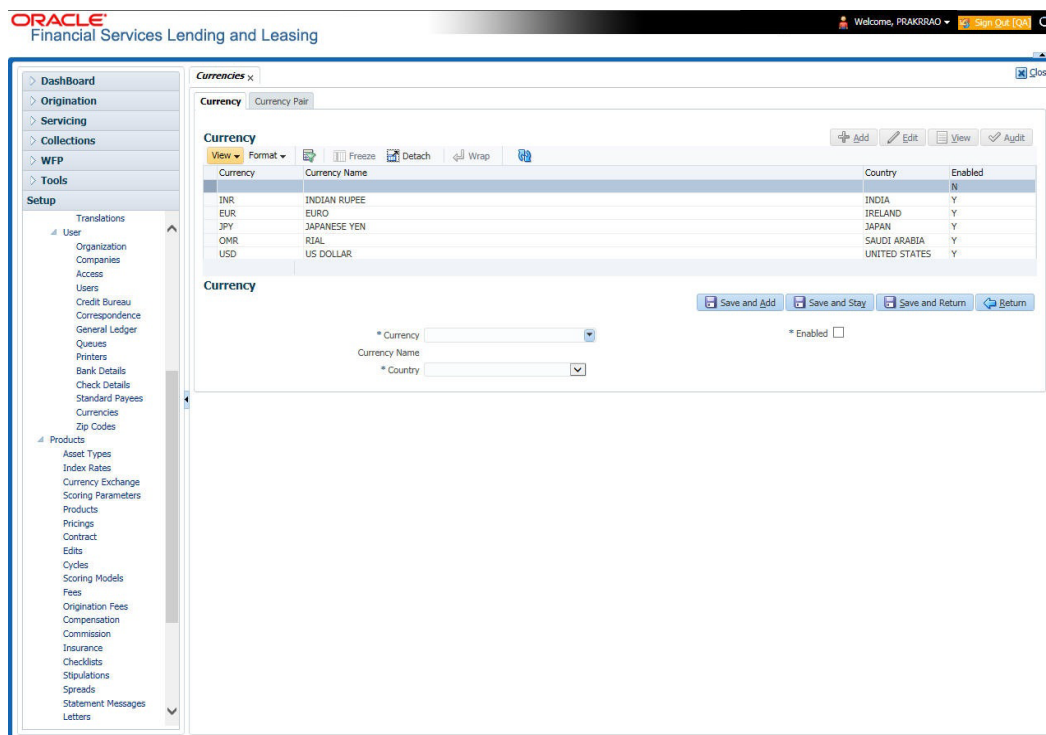 ORACLE
Financial Services Lending and Leasing
Welcome, PRAKRRAO
Sign Out [QA]
DashBoard
Origination
Servicing
Collections
WFP
Tools
Setup
Translations
User
Organization
Companies
Access
Users
Credit Bureau
Correspondence
General Ledger
Queues
Printers
Bank Details
Check Details
Standard Payees
Currencies
Zip Codes
Products
Asset Types
Index Rates
Currency Exchange
Scoring Parameters
Products
Pricings
Contract
Edits
Cycles
Scoring Models
Fees
Origination Fees
Compensation
Commission
Insurance
Checklists
Stipulations
Spreads
Statement Messages
Letters
Currencies x
Clos
Currency Currency Pair
Currency
Add Edit View Audit
View Format Freeze Detach Wrap
Currency Currency Name Country Enabled
N
INR INDIAN RUPEE INDIA Y
EUR EURO IRELAND Y
JPY JAPANESE YEN JAPAN Y
OMR RIAL SAUDI ARABIA Y
USD US DOLLAR UNITED STATES Y
Currency
Save and Add Save and Stay Save and Return Return
* Currency
* Enabled
Currency Name
* Country